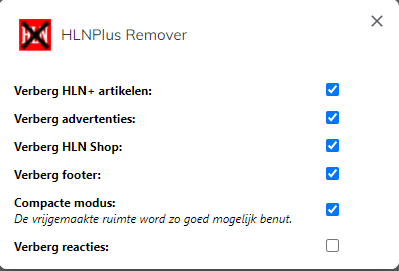 HLN
HLNPlus Remover
Verberg HLN+ artikelen:
Verberg advertenties:
Verberg HLN Shop:
Verberg footer:
Compacte modus:
De vrijgemaakte ruimte word zo goed mogelijk benut.
Verberg reacties: